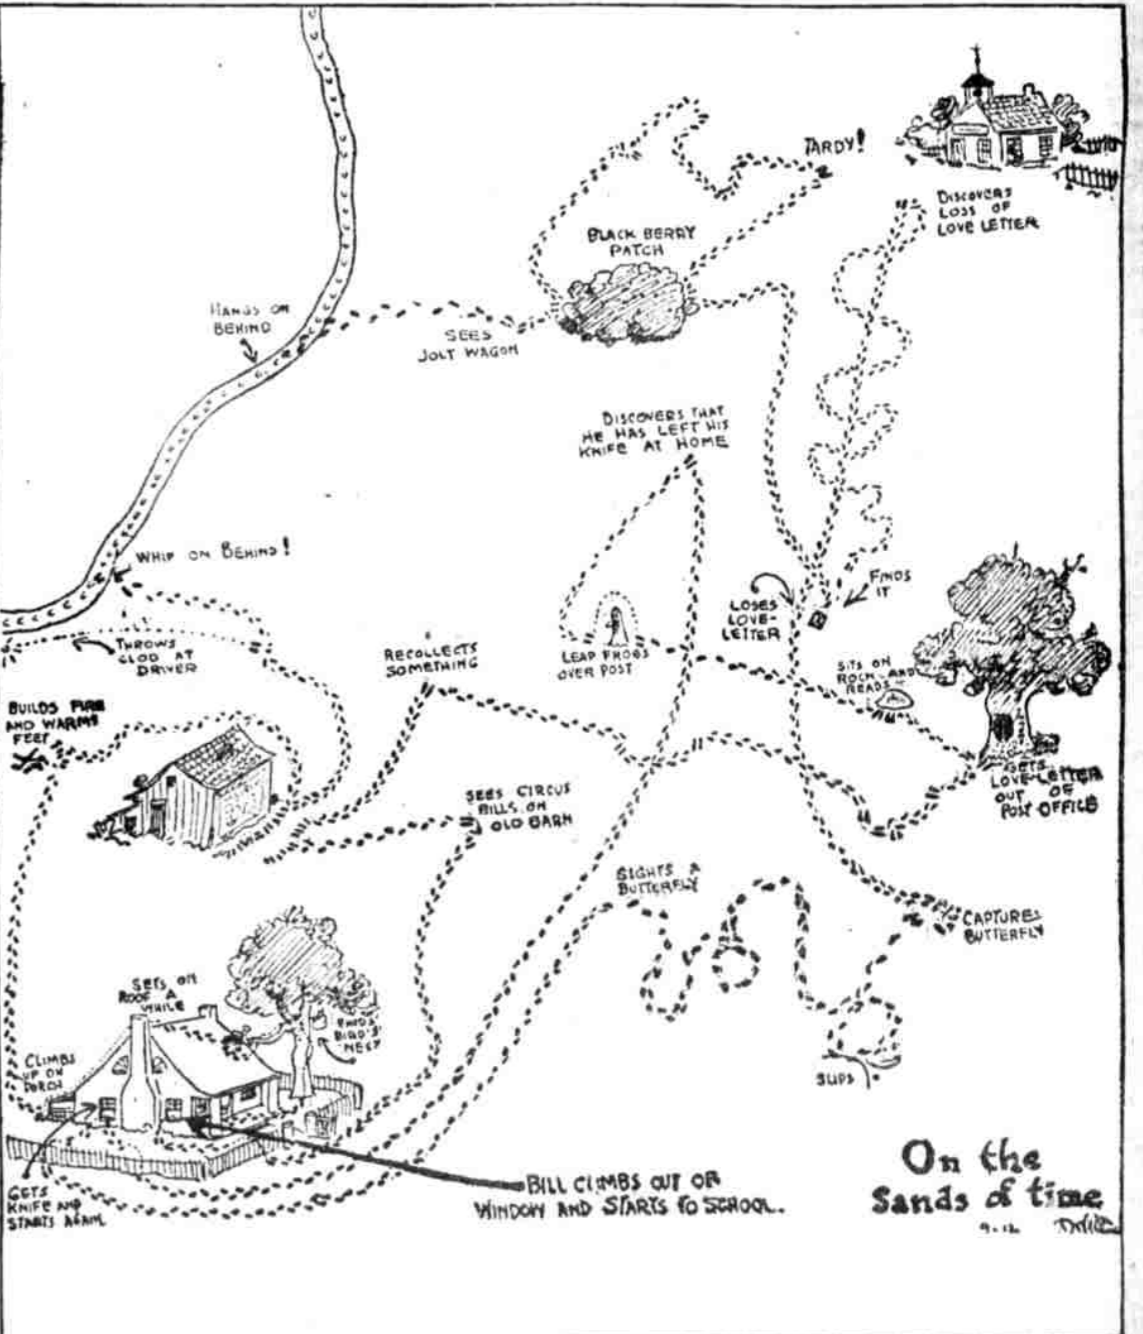 TARDY!
DISCOVERS
LOSS OF
LOVE LETTER
BLACK BERRY
PATCH
HANGS ON
BEHIND
SEES
JOLT WAGON
DISCOVERS THAT
HE HAS LEFT HIS
KNIFE AT HOME
WHIP ON BEHIND!
FINDS
IT
LOSES
LOVE-
LETTER
THROWS
CLOD AT
DRIVER
RECOLLECTS
SOMETHING
LEAP FROGS
OVER POST
SITS ON
ROCK AND
READS
BUILDS FIRE
AND WARMS
FEET
GETS
LOVE-LETTER
OUT OF
POST OFFICE
SEES CIRCUS
BILLS ON
OLD BARN
SIGHTS A
BUTTERFLY
CAPTURES
BUTTERFLY
SETS ON
ROOF A
WHILE
FINDS
BIRD'S
NEST
CLIMBS
UP ON
PORCH
SLIPS
GETS
KNIFE AND
STARTS AGAIN
BILL CLIMBS OUT OF
WINDOW AND STARTS TO SCHOOL.
On the
Sands of time
9-12